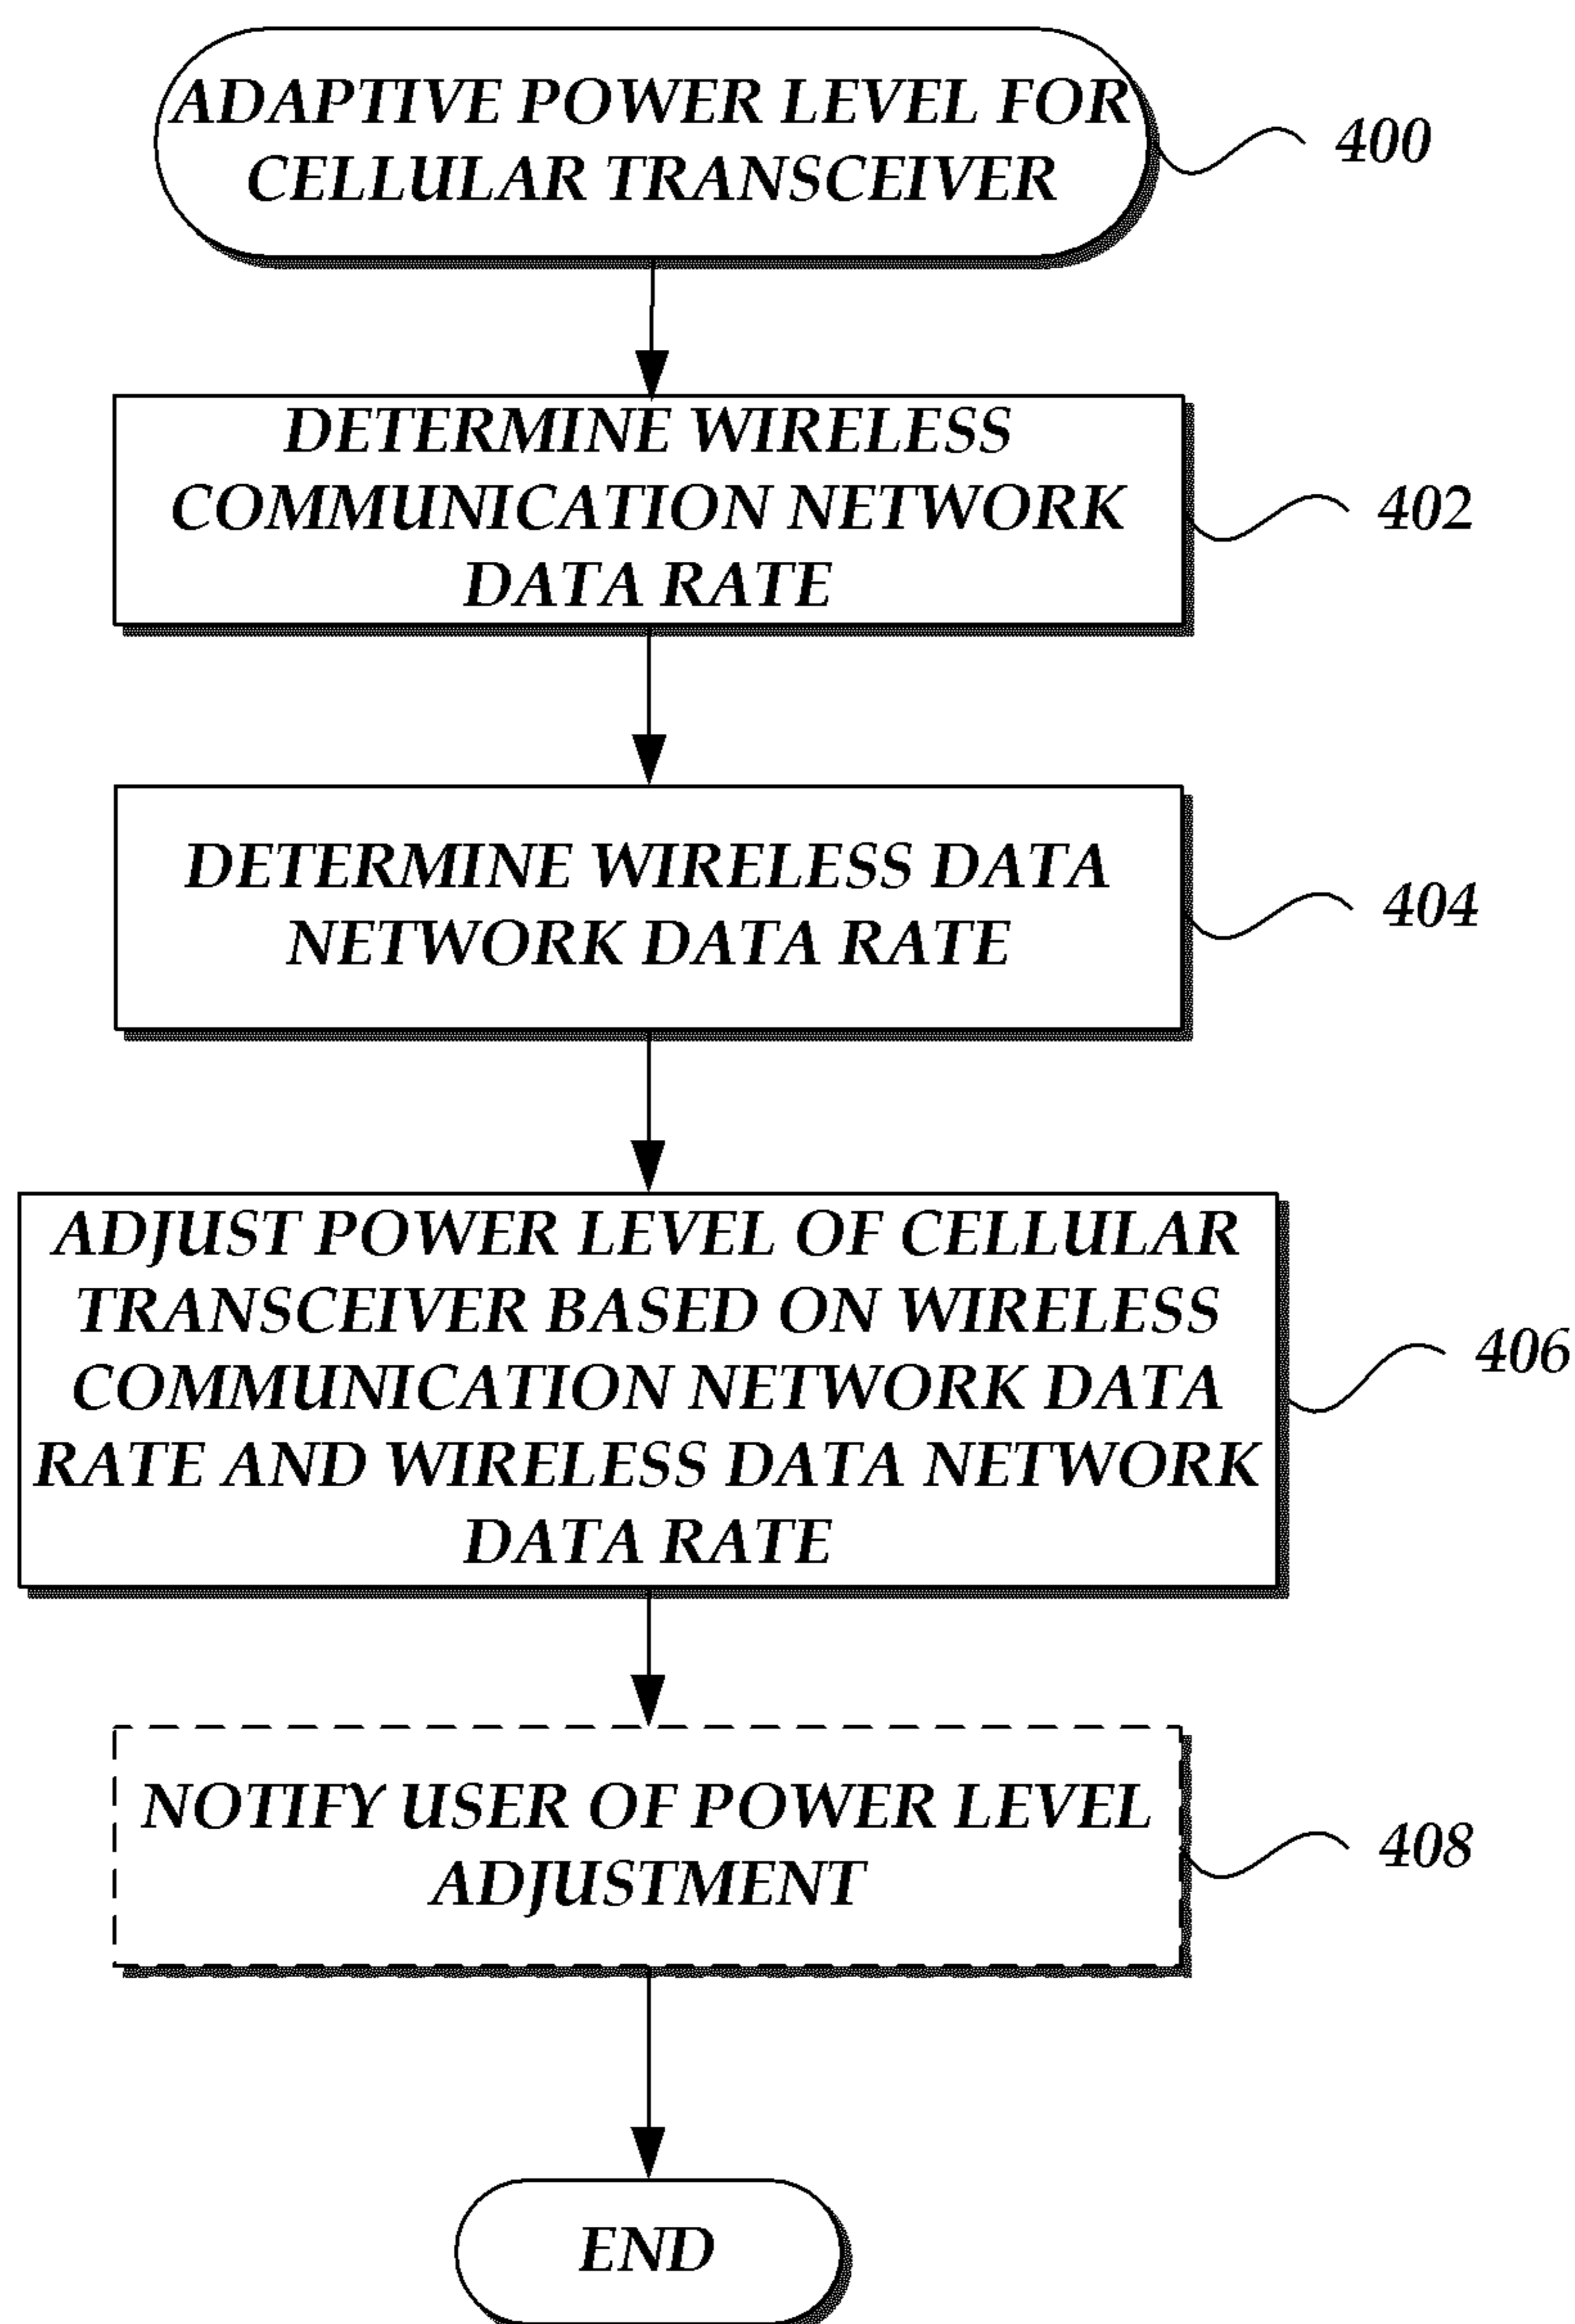 ADAPTIVE POWER LEVEL FOR
CELLULAR TRANSCEIVER
400
DETERMINE WIRELESS
COMMUNICATION NETWORK
DATA RATE
402
DETERMINE WIRELESS DATA
NETWORK DATA RATE
404
ADJUST POWER LEVEL OF CELLULAR
TRANSCEIVER BASED ON WIRELESS
COMMUNICATION NETWORK DATA
RATE AND WIRELESS DATA NETWORK
DATA RATE
406
NOTIFY USER OF POWER LEVEL
ADJUSTMENT
408
END